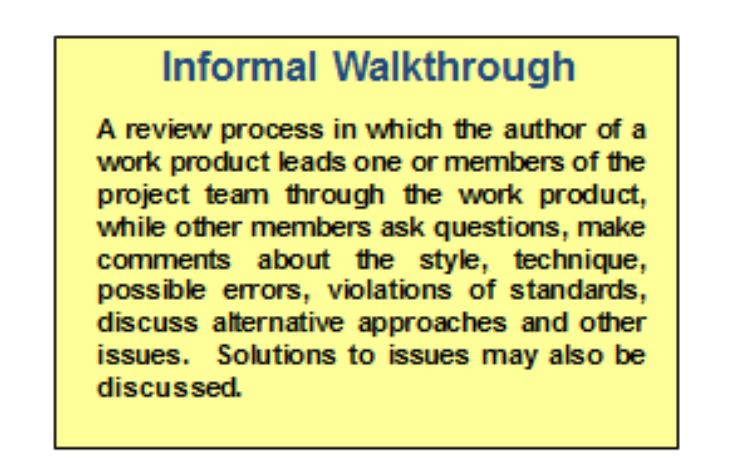 Informal Walkthrough
A review process in which the author of a
work product leads one or members of the
project team through the work product,
while other members ask questions, make
comments about the style, technique,
possible errors, violations of standards,
discuss alternative approaches and other
issues. Solutions to issues may also be
discussed.